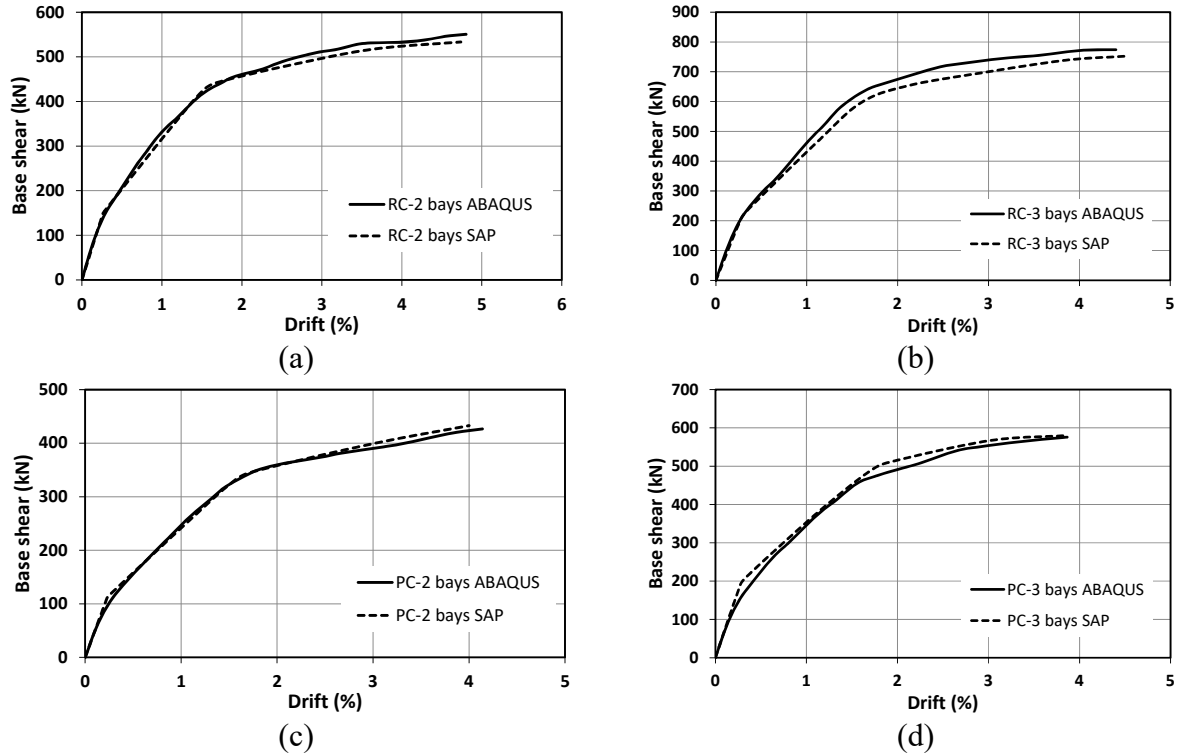 600
500
400
300
200
100
0
Base shear (kN)
RC-2 bays ABAQUS
RC-2 bays SAP
0 1 2 3 4 5 6
Drift (%)
(a)
900
800
700
600
500
400
300
200
100
0
Base shear (kN)
RC-3 bays ABAQUS
RC-3 bays SAP
0 1 2 3 4 5
Drift (%)
(b)
500
400
300
200
100
0
Base shear (kN)
PC-2 bays ABAQUS
PC-2 bays SAP
0 1 2 3 4 5
Drift (%)
(c)
700
600
500
400
300
200
100
0
Base shear (kN)
PC-3 bays ABAQUS
PC-3 bays SAP
0 1 2 3 4 5
Drift (%)
(d)